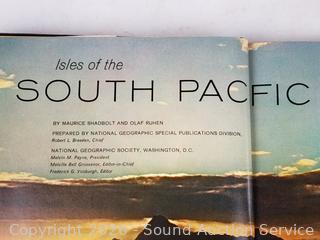 Isles of the
SOUTH PACIFIC
BY MAURICE SHADBOLT AND OLAF RUHEN
PREPARED BY NATIONAL GEOGRAPHIC SPECIAL PUBLICATIONS DIVISION,
Robert L. Breeden, Chief
NATIONAL GEOGRAPHIC SOCIETY, WASHINGTON, D.C.
Melvin M. Payne, President
Melville Bell Grosvenor, Editor-in-Chief
Frederick G. Vosburgh, Editor
Copyright 2026 - Sound Auction Service